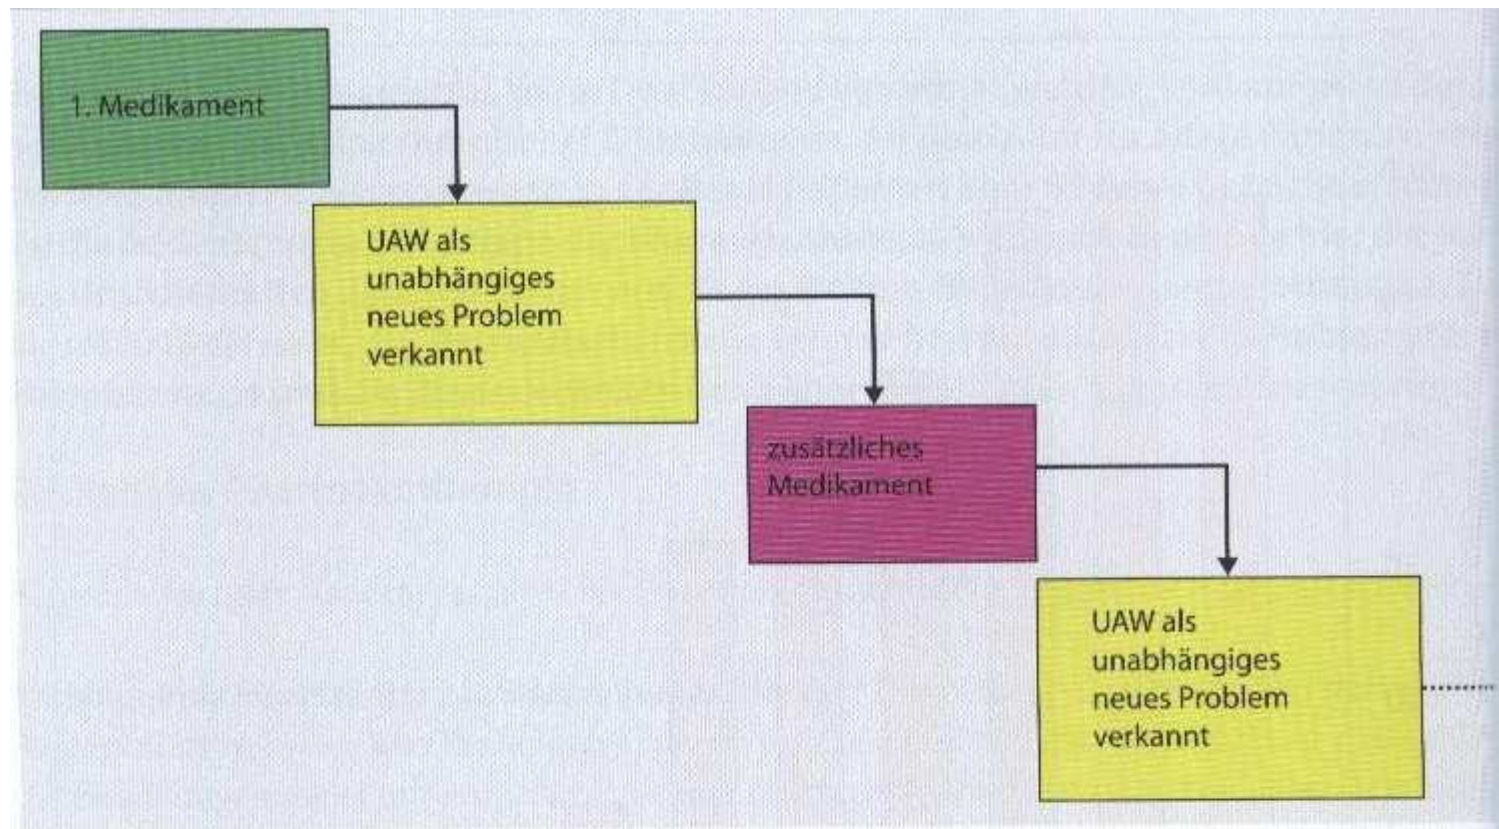 1. Medikament
UAW als
unabhängiges
neues Problem
verkannt
zusätzliches
Medikament
UAW als
unabhängiges
neues Problem
verkannt